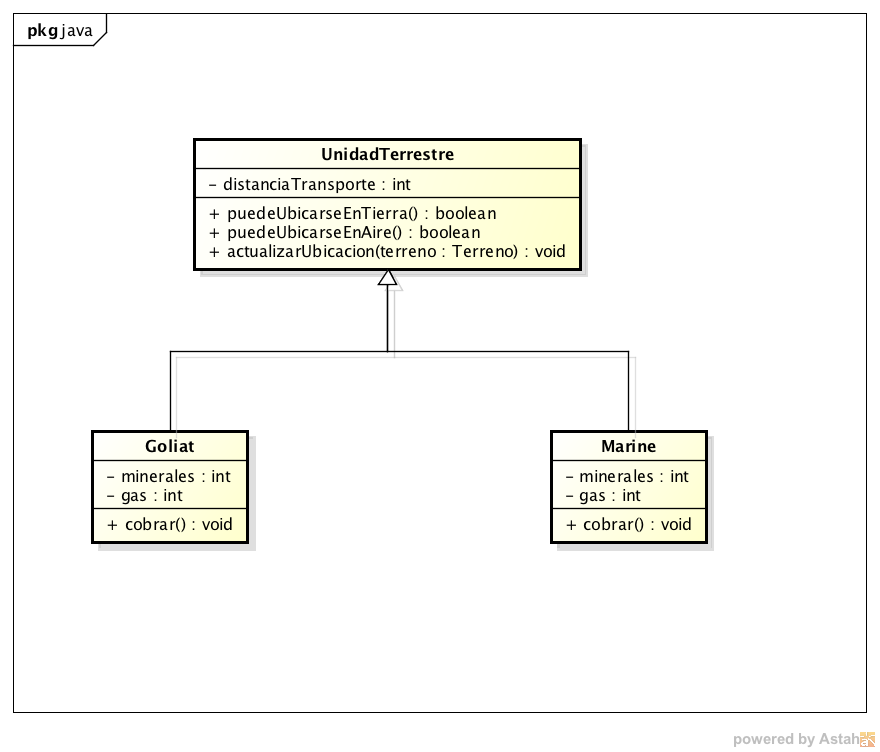 pkg java
UnidadTerrestre
- distanciaTransporte : int
+ puedeUbicarseEnTierra() : boolean
+ puedeUbicarseEnAire() : boolean
+ actualizarUbicacion(terreno : Terreno) : void
Goliat
- minerales : int
- gas : int
+ cobrar() : void
Marine
- minerales : int
- gas : int
+ cobrar() : void
powered by Astah